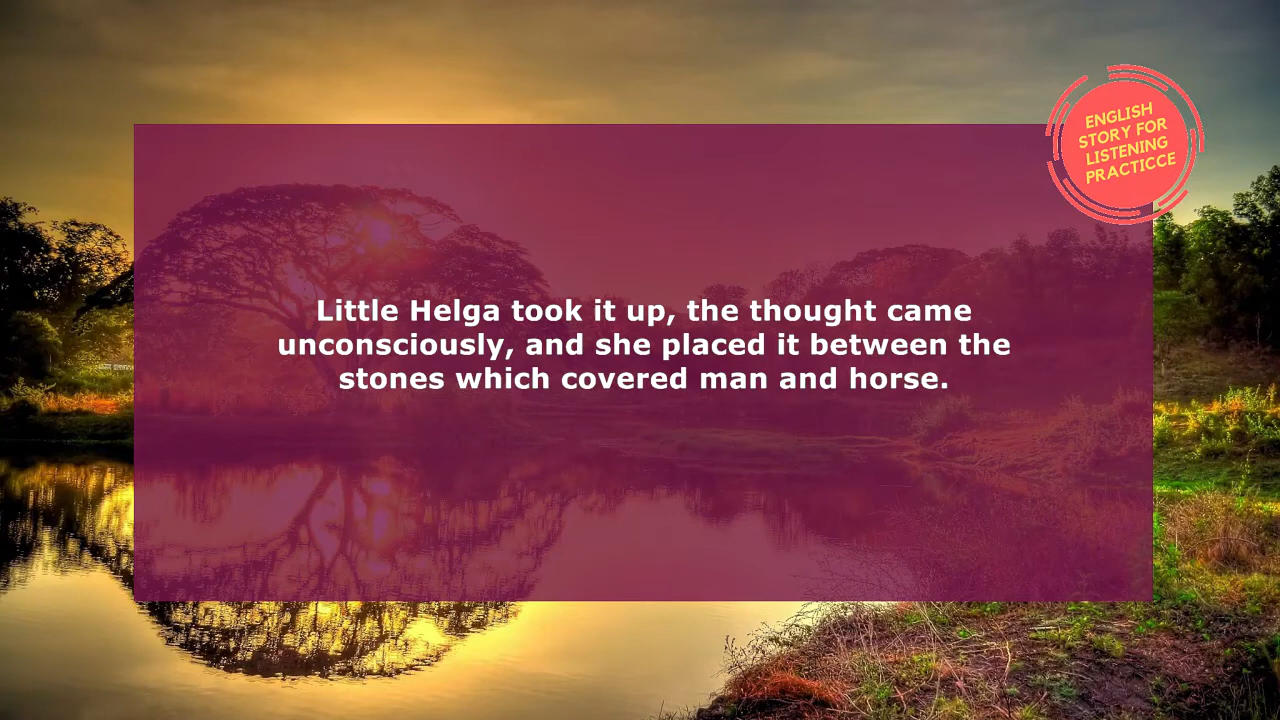 ENGLISH
STORY FOR
LISTENING
PRACTICCE
Little Helga took it up, the thought came
unconsciously, and she placed it between the
stones which covered man and horse.